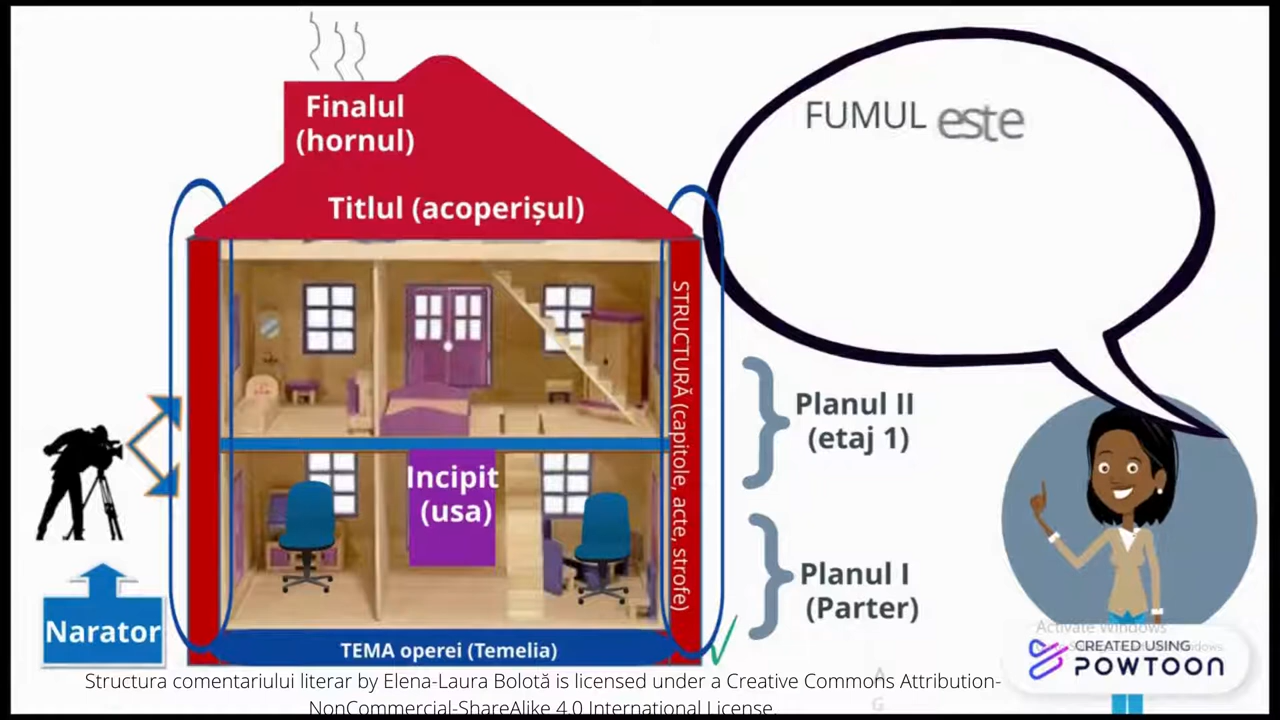 Finalul
(hornul)
FUMUL este
Titlul (acoperișul)
STRUCTURĂ (capitole, acte, strofe)
Planul II
(etaj 1)
Incipit
(usa)
Planul I
(Parter)
Narator
TEMA operei (Temelia)
Activate Windows
CREATED USING
POWTOON
Structura comentariului literar by Elena-Laura Bolotă is licensed under a Creative Commons Attribution-
NonCommercial-ShareAlike 4.0 International License.